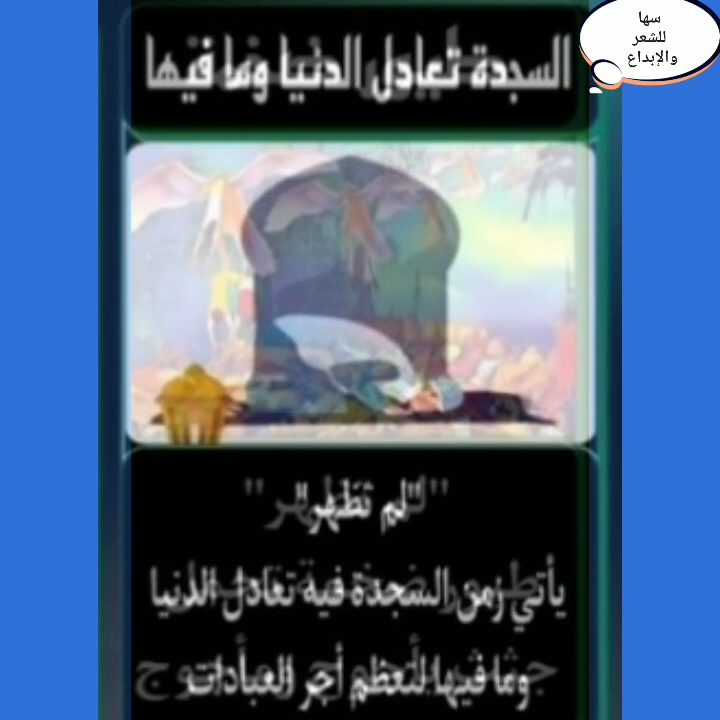 سها
للشعر
والإبداع
السجدة تعادل الدنيا وما فيها
"لم تظهر"
يأتي زمن السجدة فيه تعادل الدنيا
وما فيها لتعظم أجر العبادات